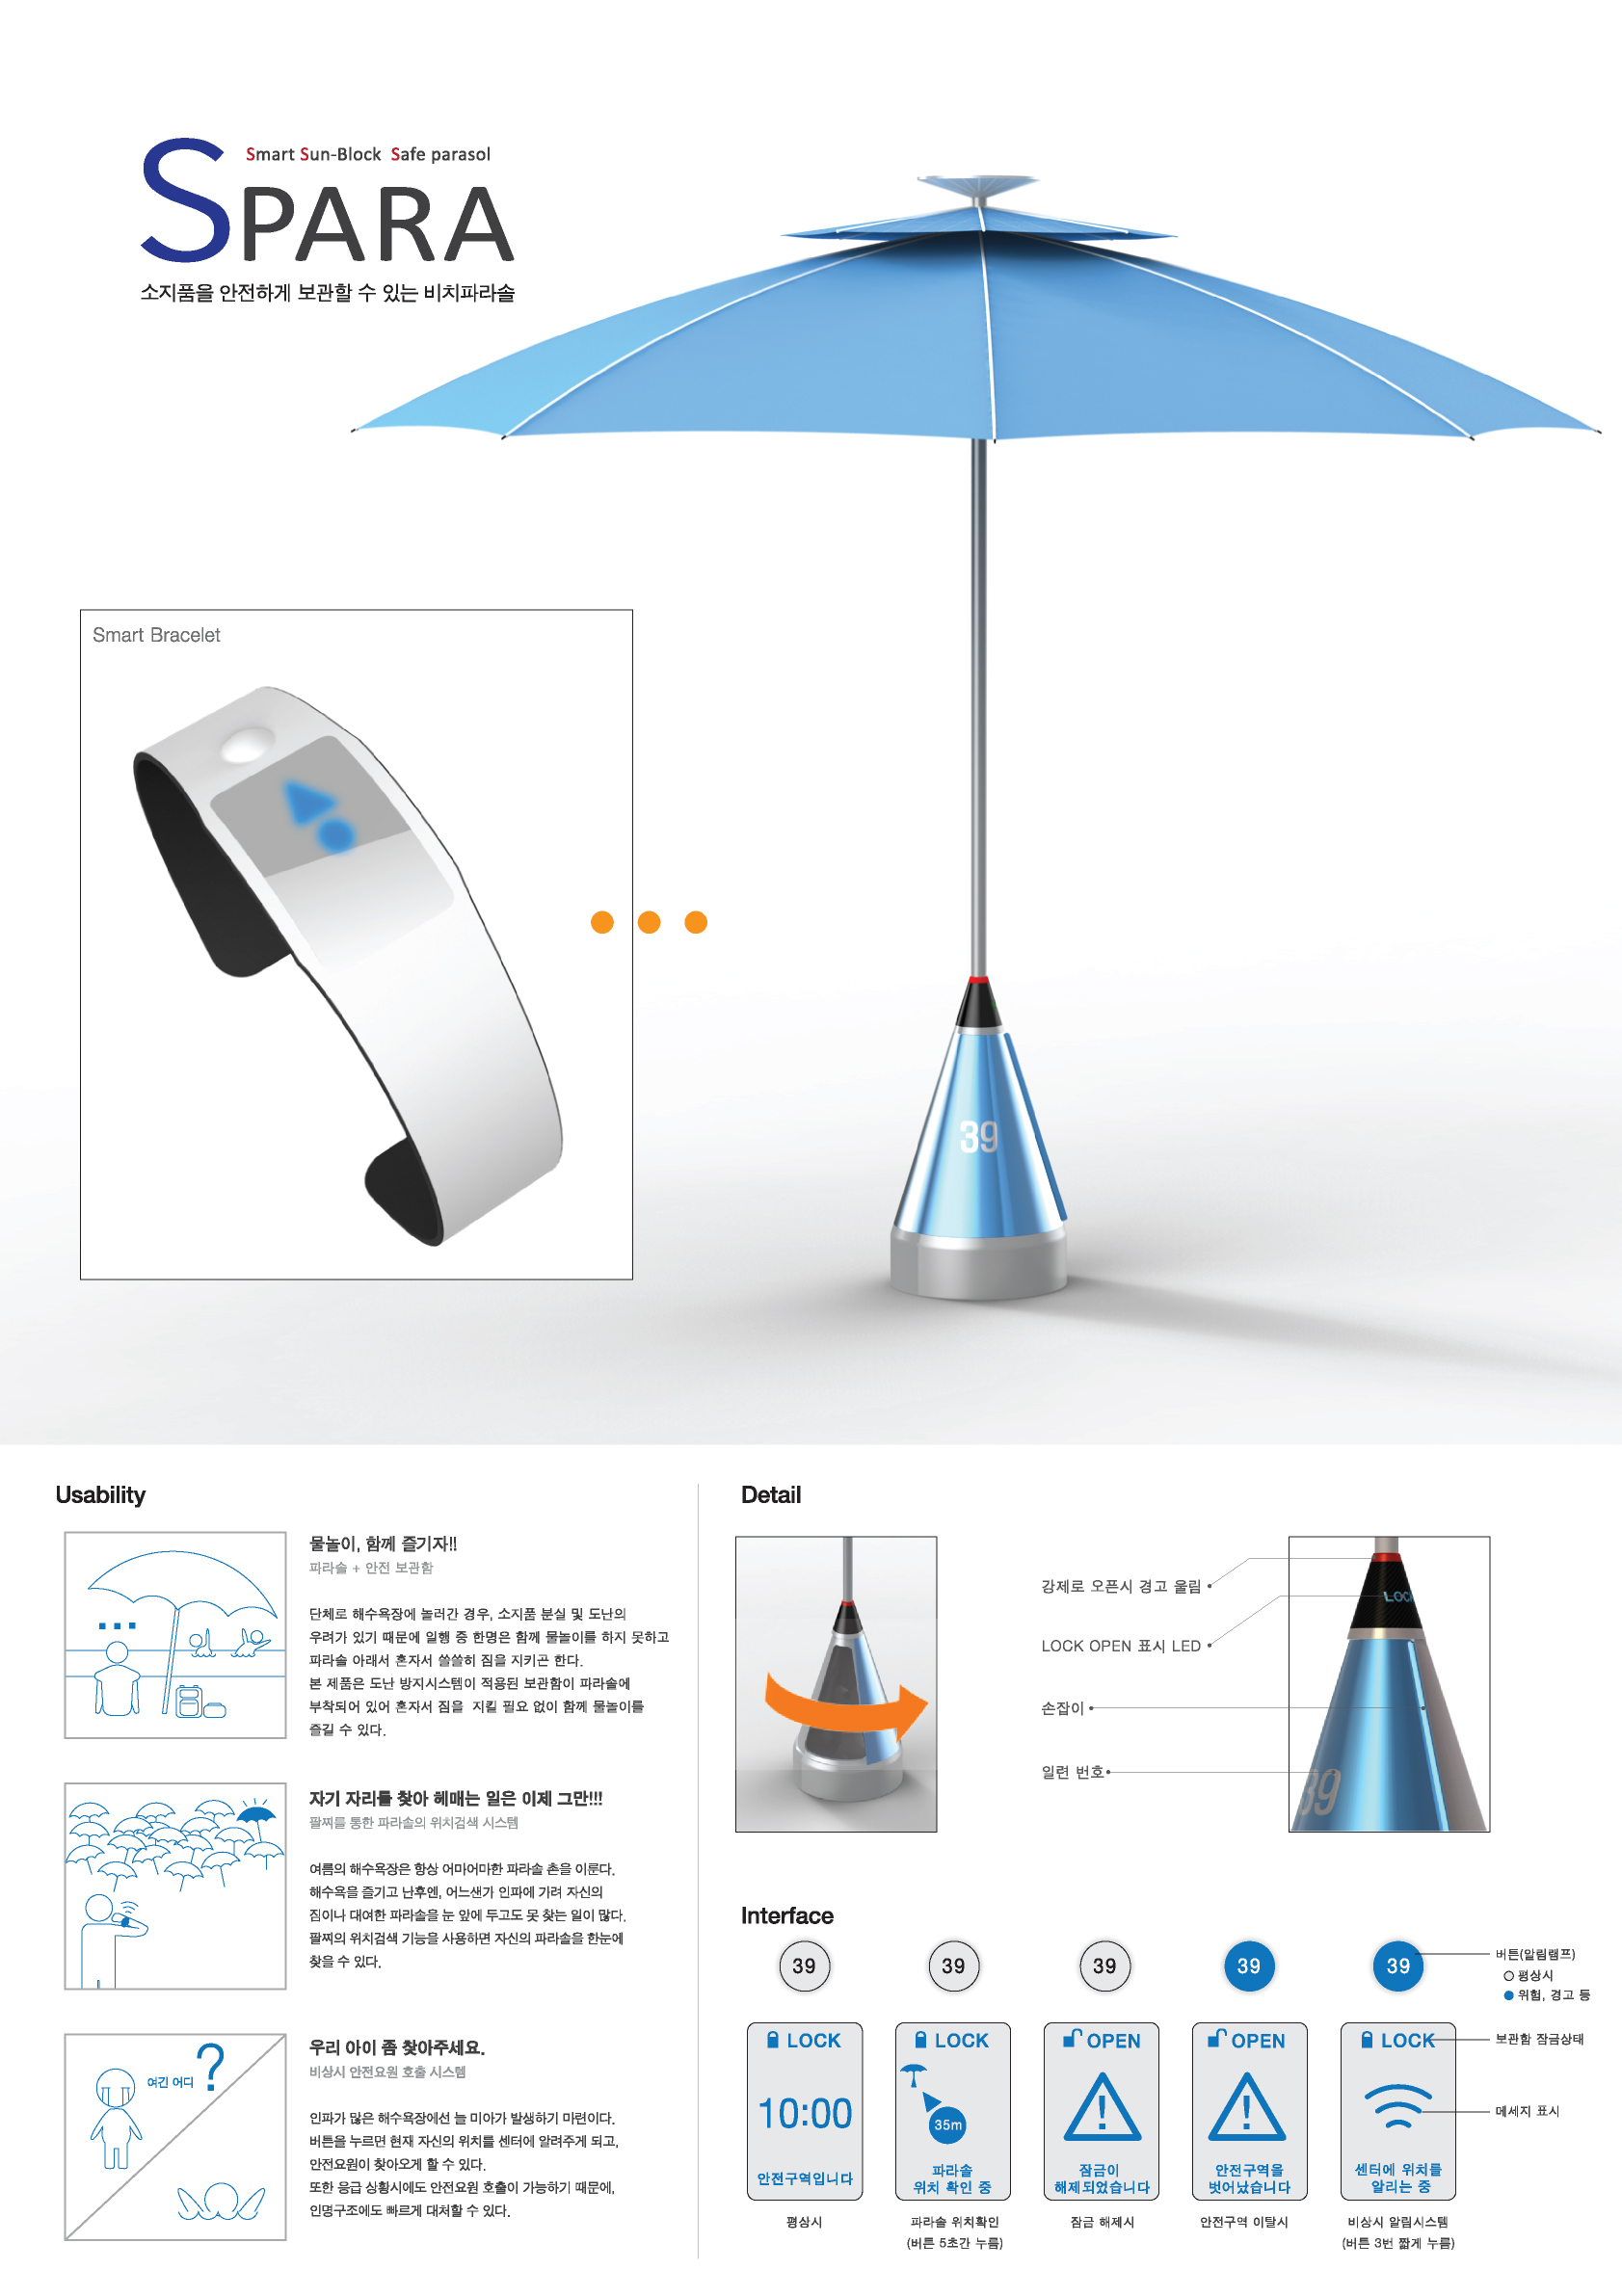 Smart Sun-Block Safe parasol
SPARA
소지품을 안전하게 보관할 수 있는 비치파라솔
Smart Bracelet
39
Usability
물놀이, 함께 즐기자!!
파라솔 + 안전 보관함
단체로 해수욕장에 놀러간 경우, 소지품 분실 및 도난의
우려가 있기 때문에 일행 중 한명은 함께 물놀이를 하지 못하고
파라솔 아래서 혼자서 쓸쓸히 짐을 지키곤 한다.
본 제품은 도난 방지시스템이 적용된 보관함이 파라솔에
부착되어 있어 혼자서 짐을 지킬 필요 없이 함께 물놀이를
즐길 수 있다.
자기 자리를 찾아 헤매는 일은 이제 그만!!!
팔찌를 통한 파라솔의 위치검색 시스템
여름의 해수욕장은 항상 어마어마한 파라솔 촌을 이룬다.
해수욕을 즐기고 난후엔, 어느샌가 인파에 가려 자신의
짐이나 대여한 파라솔을 눈 앞에 두고도 못 찾는 일이 많다.
팔찌의 위치검색 기능을 사용하면 자신의 파라솔을 한눈에
찾을 수 있다.
여긴 어디 ?
우리 아이 좀 찾아주세요.
비상시 안전요원 호출 시스템
인파가 많은 해수욕장에선 늘 미아가 발생하기 마련이다.
버튼을 누르면 현재 자신의 위치를 센터에 알려주게 되고,
안전요원이 찾아오게 할 수 있다.
또한 응급 상황시에도 안전요원 호출이 가능하기 때문에,
인명구조에도 빠르게 대처할 수 있다.
Detail
강제로 오픈시 경고 울림
LOCK OPEN 표시 LED
손잡이
일련 번호
LOCK
39
Interface
39
39
39
39
39
버튼(알림램프)
평상시
위험, 경고 등
LOCK
10:00
안전구역입니다
평상시
LOCK
35m
파라솔
위치 확인 중
파라솔 위치확인
(버튼 5초간 누름)
OPEN
잠금이
해제되었습니다
잠금 해제시
OPEN
안전구역을
벗어났습니다
안전구역 이탈시
LOCK
센터에 위치를
알리는 중
비상시 알림시스템
(버튼 3번 짧게 누름)
보관함 잠금상태
메세지 표시